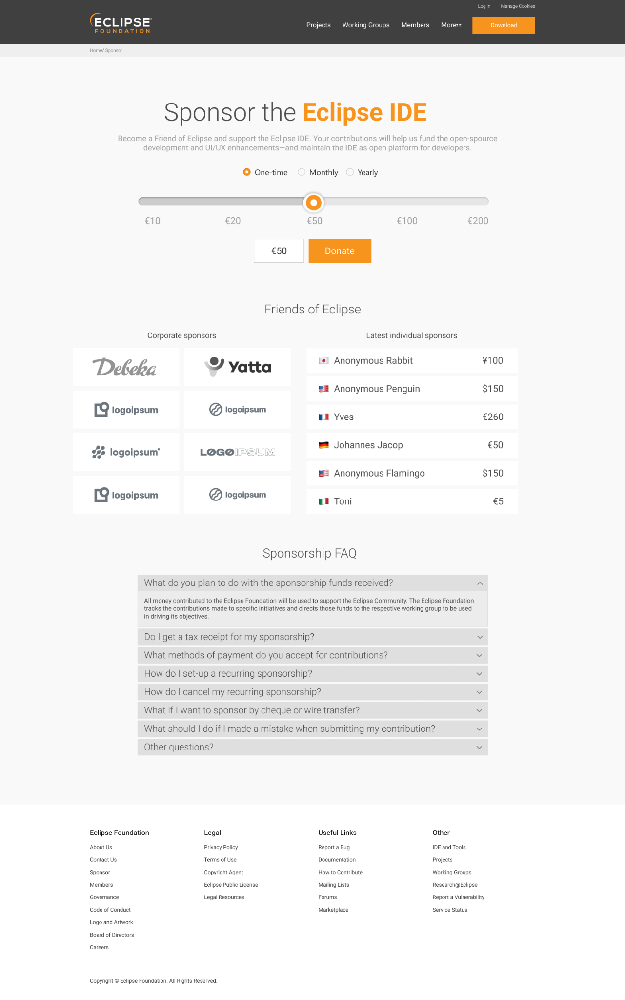 Log in Manage Cookies
ECLIPSE®
FOUNDATION
Projects Working Groups Members More Download
Home/ Sponsor
Sponsor the Eclipse IDE
Become a Friend of Eclipse and support the Eclipse IDE. Your contributions will help us fund the open-spource
development and UI/UX enhancements—and maintain the IDE as open platform for developers.
One-time Monthly Yearly
€10 €20 €50 €100 €200
€50 Donate
Friends of Eclipse
Corporate sponsors
Debeka Yatta
logoipsum logoipsum
logoipsum LOGOIPSUM
logoipsum logoipsum
Latest individual sponsors
Anonymous Rabbit ¥100
Anonymous Penguin $150
Yves €260
Johannes Jacop €50
Anonymous Flamingo $150
Toni €5
Sponsorship FAQ
What do you plan to do with the sponsorship funds received?
All money contributed to the Eclipse Foundation will be used to support the Eclipse Community. The Eclipse Foundation
tracks the contributions made to specific initiatives and directs those funds to the respective working group to be used
in driving its objectives.
Do I get a tax receipt for my sponsorship?
What methods of payment do you accept for contributions?
How do I set-up a recurring sponsorship?
How do I cancel my recurring sponsorship?
What if I want to sponsor by cheque or wire transfer?
What should I do if I made a mistake when submitting my contribution?
Other questions?
Eclipse Foundation
About Us
Contact Us
Sponsor
Members
Governance
Code of Conduct
Logo and Artwork
Board of Directors
Careers
Legal
Privacy Policy
Terms of Use
Copyright Agent
Eclipse Public License
Legal Resources
Useful Links
Report a Bug
Documentation
How to Contribute
Mailing Lists
Forums
Marketplace
Other
IDE and Tools
Projects
Working Groups
Research@Eclipse
Report a Vulnerability
Service Status
Copyright © Eclipse Foundation. All Rights Reserved.